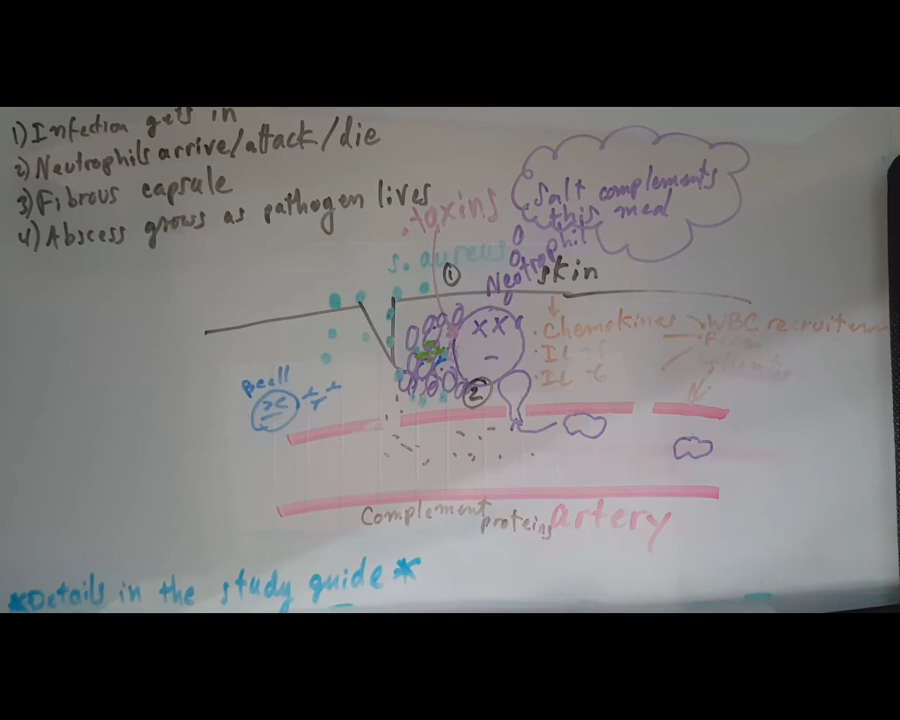 1) Infection gets in
2) Neutrophils arrive/attack/die
3) Fibrous capsule
4) Abscess grows as pathogen lives
Salt complements
this meal
toxins
S. aureus
①
Neutrophil
skin
Chemokines → WBC
IL
IL - 6
B cell
②
Complement proteins
artery
*Details in the study guide*